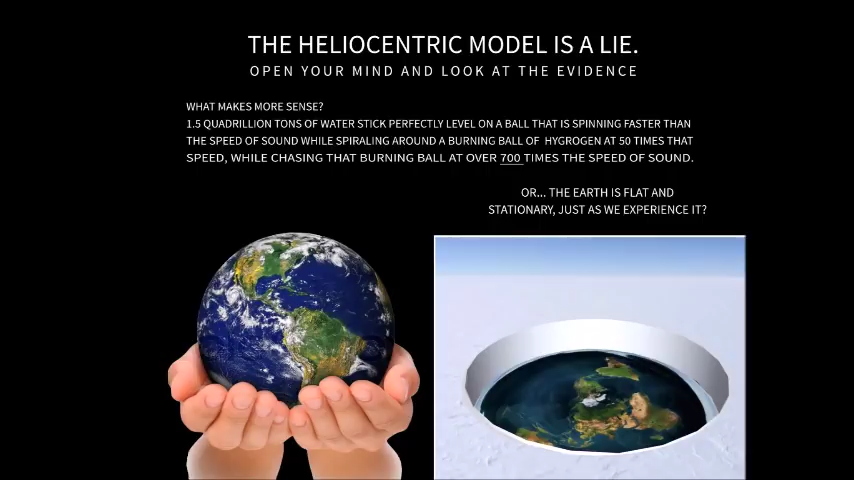 THE HELIOCENTRIC MODEL IS A LIE.
OPEN YOUR MIND AND LOOK AT THE EVIDENCE
WHAT MAKES MORE SENSE?
1.5 QUADRILLION TONS OF WATER STICK PERFECTLY LEVEL ON A BALL THAT IS SPINNING FASTER THAN
THE SPEED OF SOUND WHILE SPIRALING AROUND A BURNING BALL OF HYGROGEN AT 50 TIMES THAT
SPEED, WHILE CHASING THAT BURNING BALL AT OVER 700 TIMES THE SPEED OF SOUND.
OR... THE EARTH IS FLAT AND
STATIONARY, JUST AS WE EXPERIENCE IT?